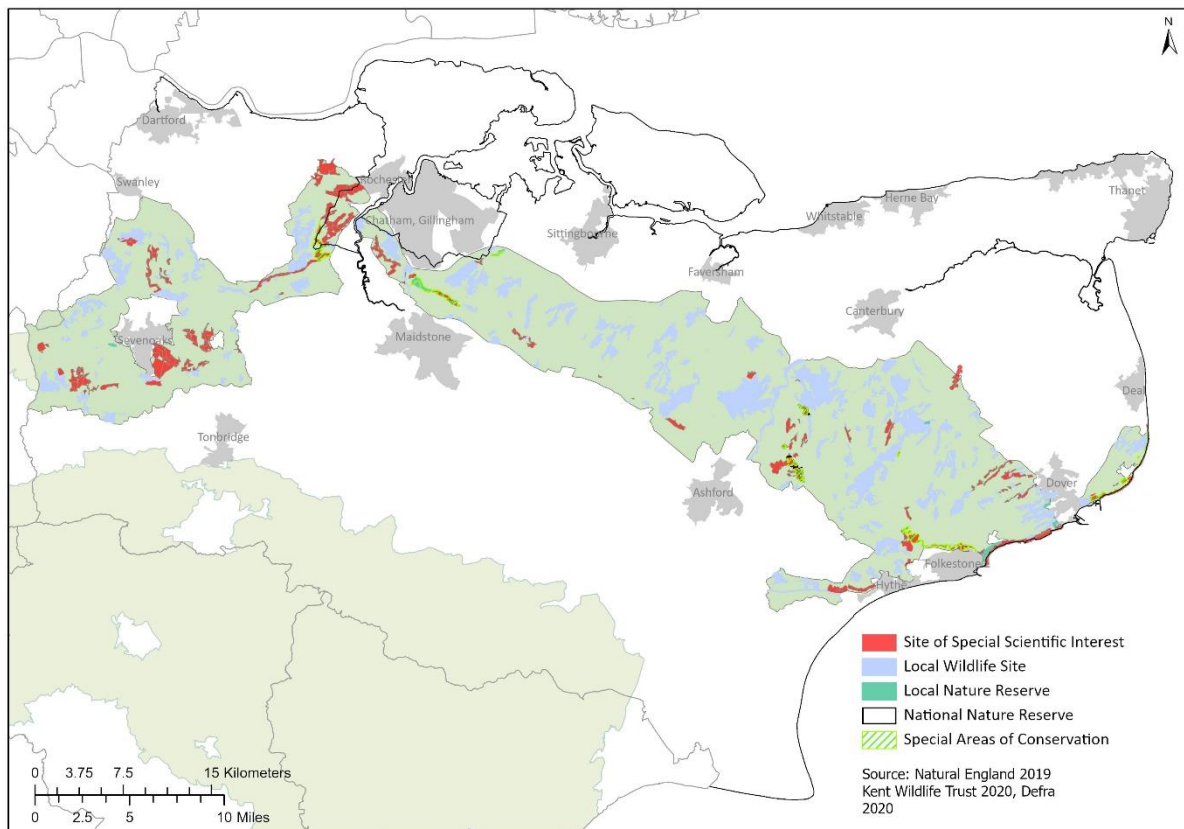 N
Dartford
Swanley
Rochester
Chatham, Gillingham
Sittingbourne
Whitstable
Herne Bay
Thanet
Faversham
Canterbury
Sevenoaks
Maidstone
Deal
Tonbridge
Ashford
Dover
Folkestone
Hythe
Site of Special Scientific Interest
Local Wildlife Site
Local Nature Reserve
National Nature Reserve
Special Areas of Conservation
Source: Natural England 2019
Kent Wildlife Trust 2020, Defra
2020
0 3.75 7.5 15 Kilometers
0 2.5 5 10 Miles